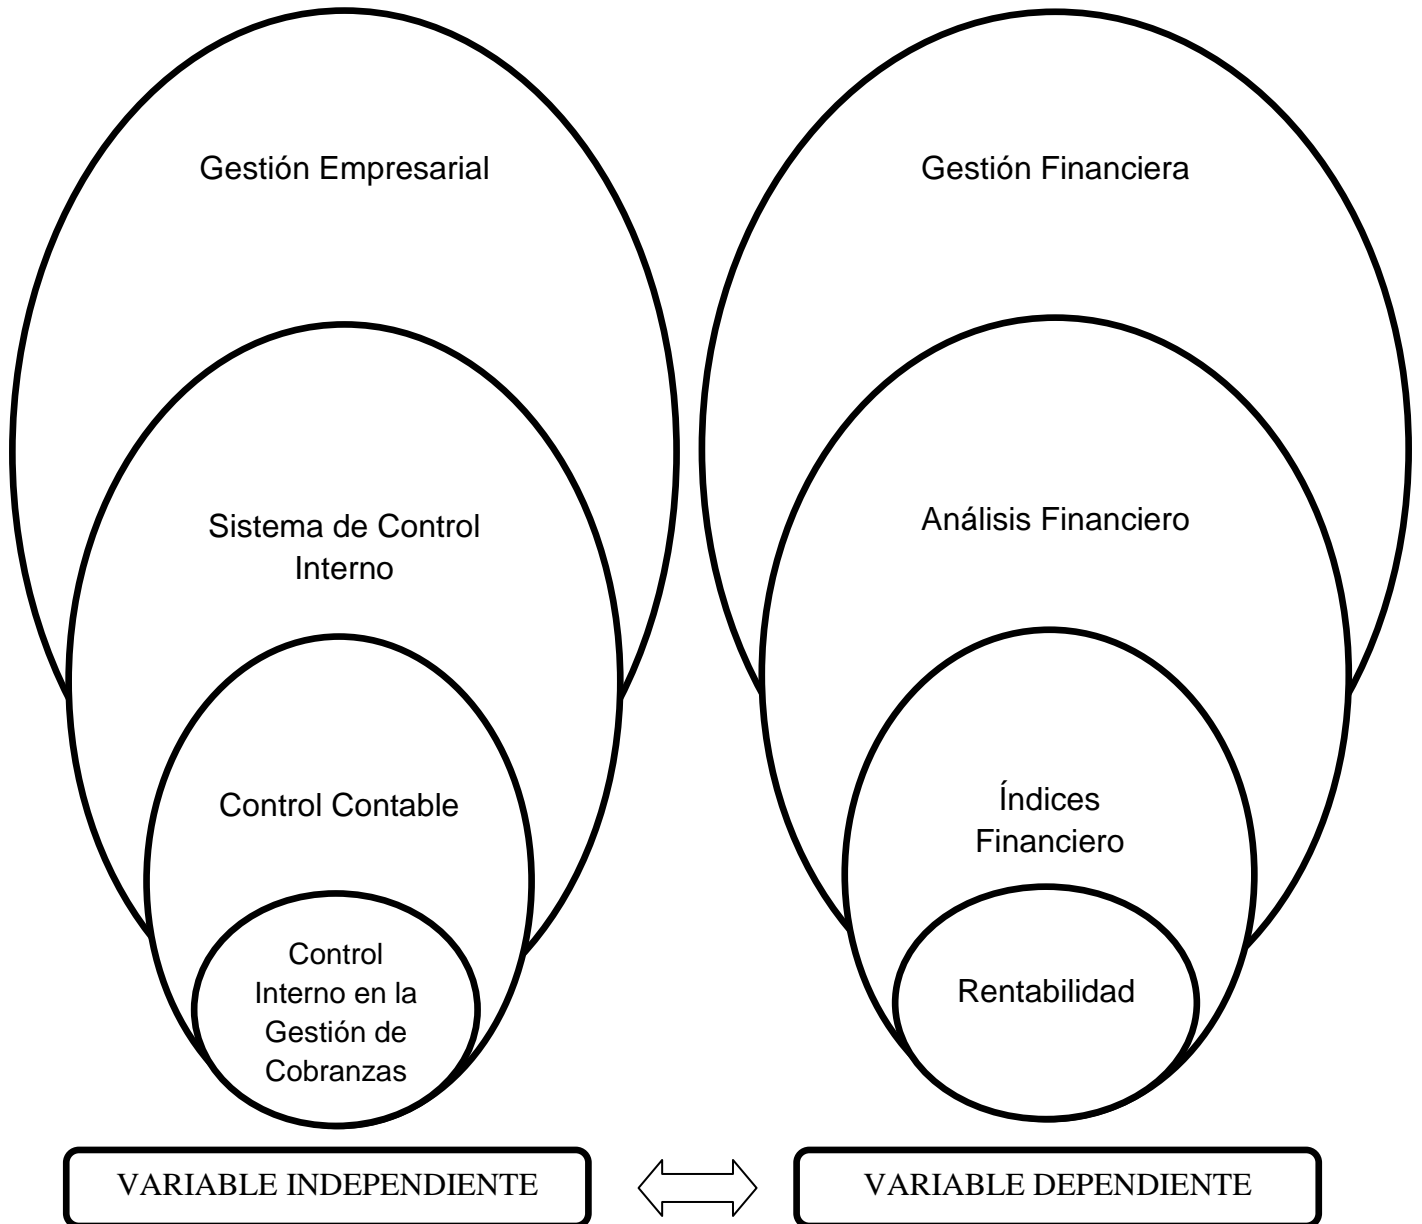 Gestión Empresarial
Sistema de Control
Interno
Control Contable
Control
Interno en la
Gestión de
Cobranzas
VARIABLE INDEPENDIENTE
Gestión Financiera
Análisis Financiero
Índices
Financiero
Rentabilidad
VARIABLE DEPENDIENTE